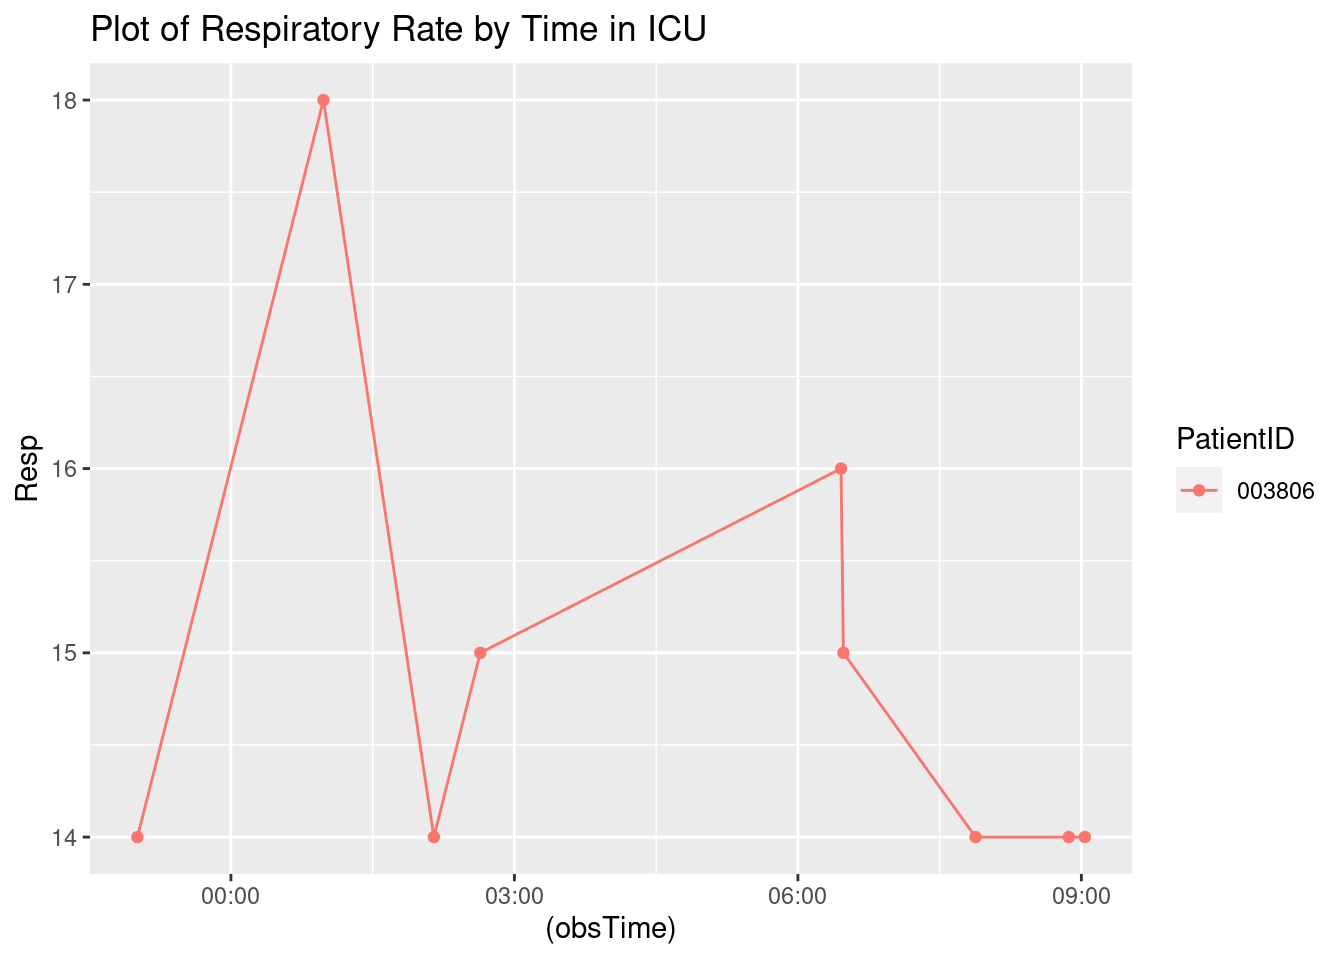 Plot of Respiratory Rate by Time in ICU
18
17
16
15
14
Resp
00:00 03:00 06:00 09:00
(obsTime)
PatientID
003806